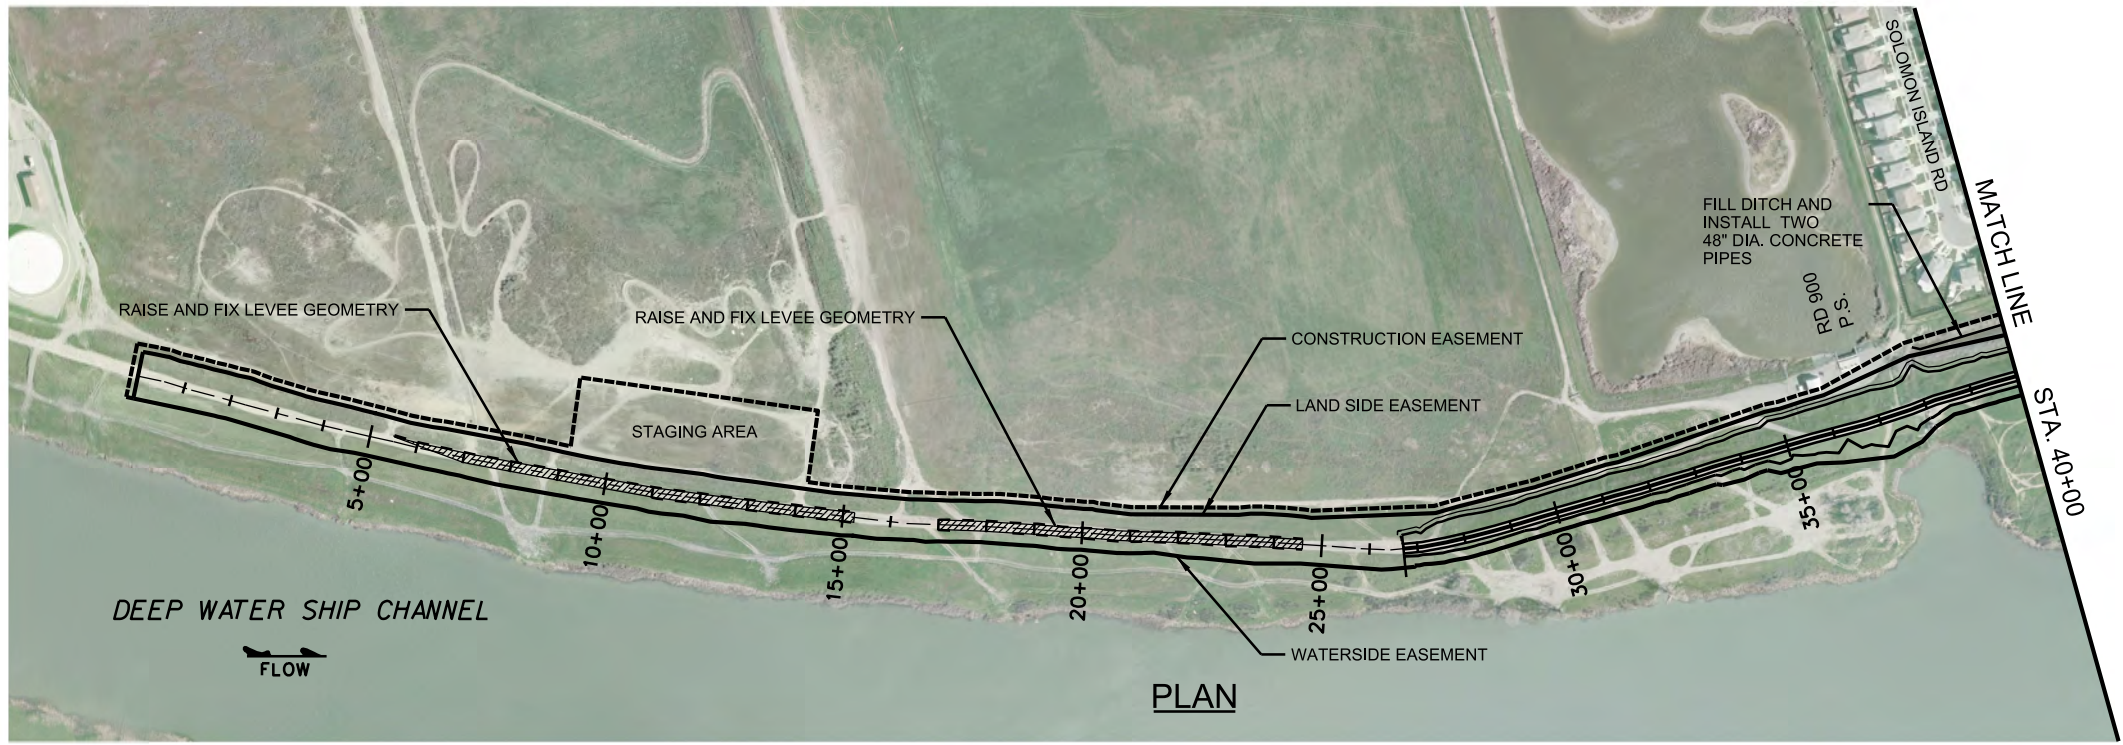 SOLOMON ISLAND RD
MATCH LINE
STA. 40+00
FILL DITCH AND
INSTALL TWO
48" DIA. CONCRETE
PIPES
RD 900
P.S.
RAISE AND FIX LEVEE GEOMETRY
RAISE AND FIX LEVEE GEOMETRY
CONSTRUCTION EASEMENT
LAND SIDE EASEMENT
STAGING AREA
5+00
10+00
15+00
20+00
25+00
30+00
35+00
DEEP WATER SHIP CHANNEL
FLOW
WATERSIDE EASEMENT
PLAN